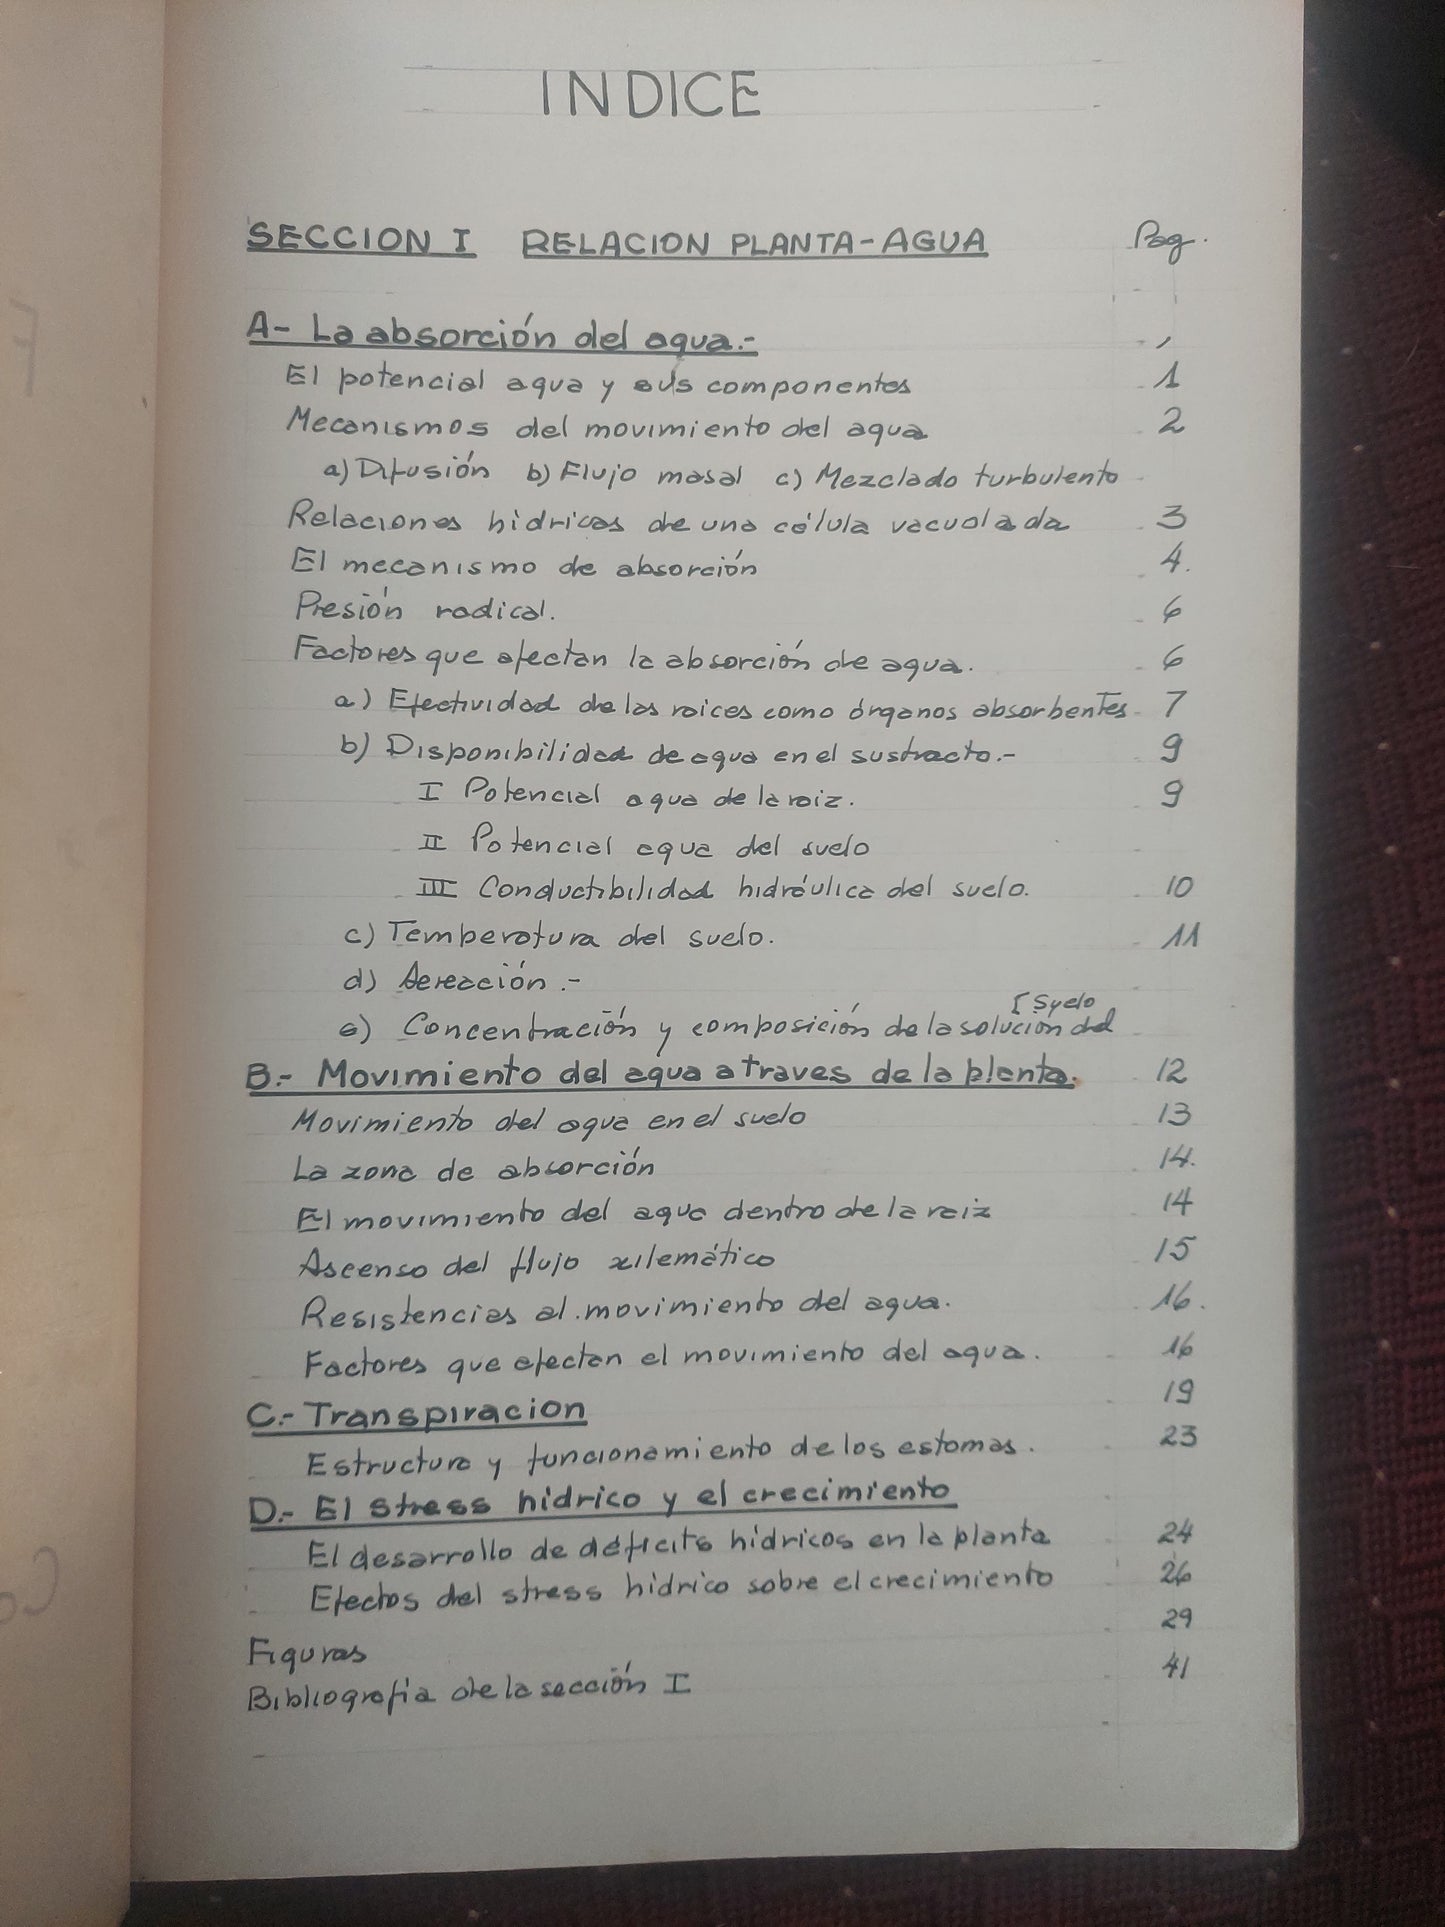 INDICE
SECCION I RELACION PLANTA-AGUA Pag.
A- La absorción del agua.-
El potencial agua y sus componentes 1
Mecanismos del movimiento del agua 2
a) Difusión b) Flujo masal c) Mezclado turbulento
Relaciones hídricas de una célula vacuolada 3
El mecanismo de absorción 4.
Presión radical. 6
Factores que afectan la absorción de agua. 6
a) Efectividad de las raices como órganos absorbentes 7
b) Disponibilidad de agua en el sustracto.- 9
I Potencial agua de la raiz. 9
II Potencial agua del suelo
III Conductibilidad hidráulica del suelo. 10
c) Temperatura del suelo. 11
d) Aereación.-
[Suelo
e) Concentración y composición de la solución del
B.- Movimiento del agua a traves de la planta. 12
Movimiento del agua en el suelo 13
La zona de absorción 14.
El movimiento del agua dentro de la raiz 14
Ascenso del flujo xilemático 15
Resistencias al movimiento del agua. 16.
Factores que afectan el movimiento del agua. 16
C.- Transpiracion 19
Estructura y funcionamiento de los estomas. 23
D.- El stress hídrico y el crecimiento
El desarrollo de déficits hídricos en la planta 24
Efectos del stress hídrico sobre el crecimiento 26
Figuras 29
Bibliografía de la sección I 41